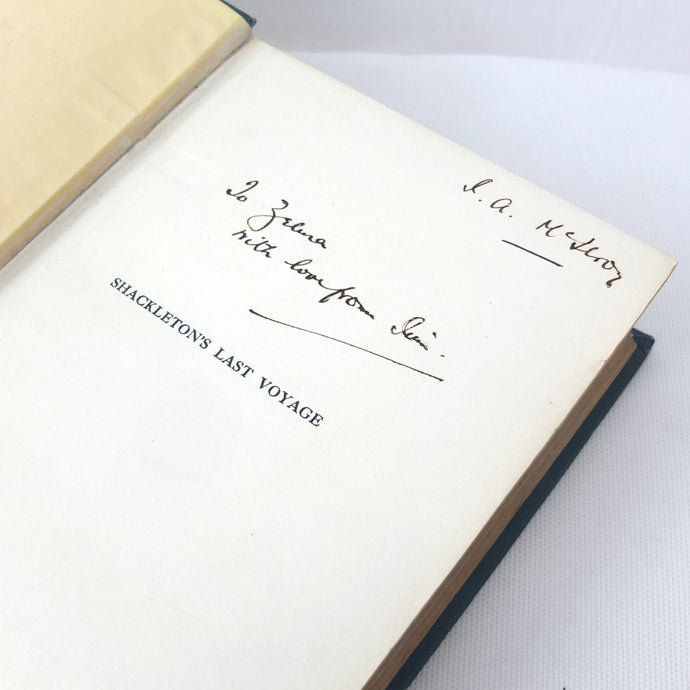 J. A. McIlroy
To Zelma
with love from Jim.
SHACKLETON'S LAST VOYAGE